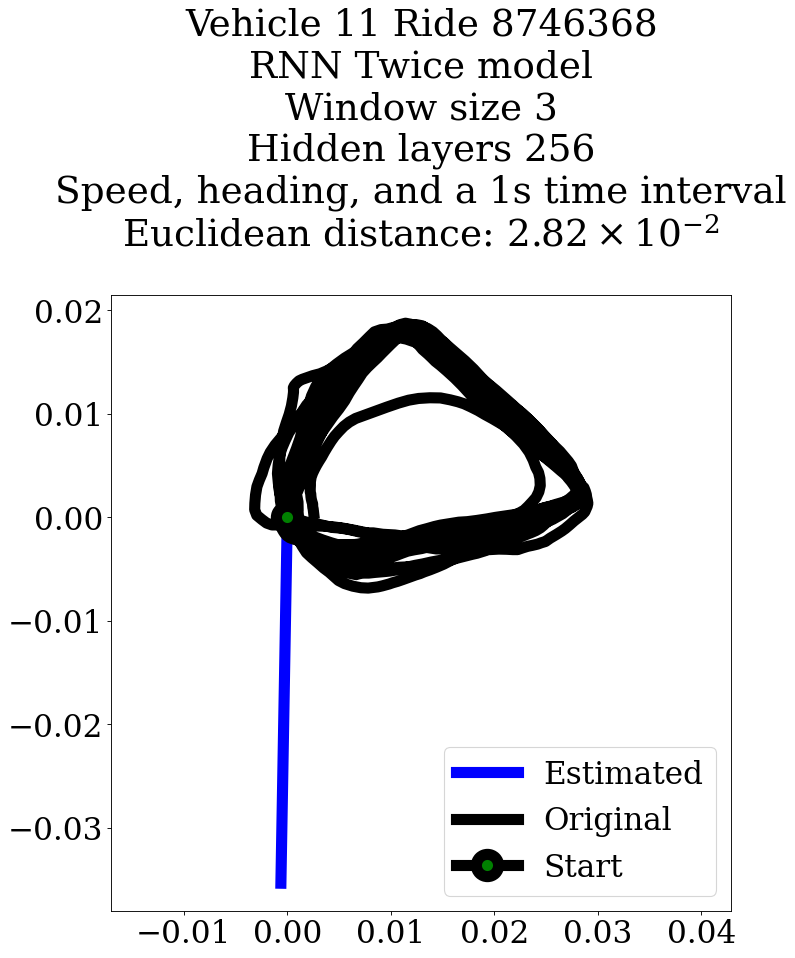 Vehicle 11 Ride 8746368
RNN Twice model
Window size 3
Hidden layers 256
Speed, heading, and a 1s time interval
Euclidean distance: 2.82 × 10⁻²
0.02
0.01
0.00
−0.01
−0.02
−0.03
Estimated
Original
Start
−0.01 0.00 0.01 0.02 0.03 0.04